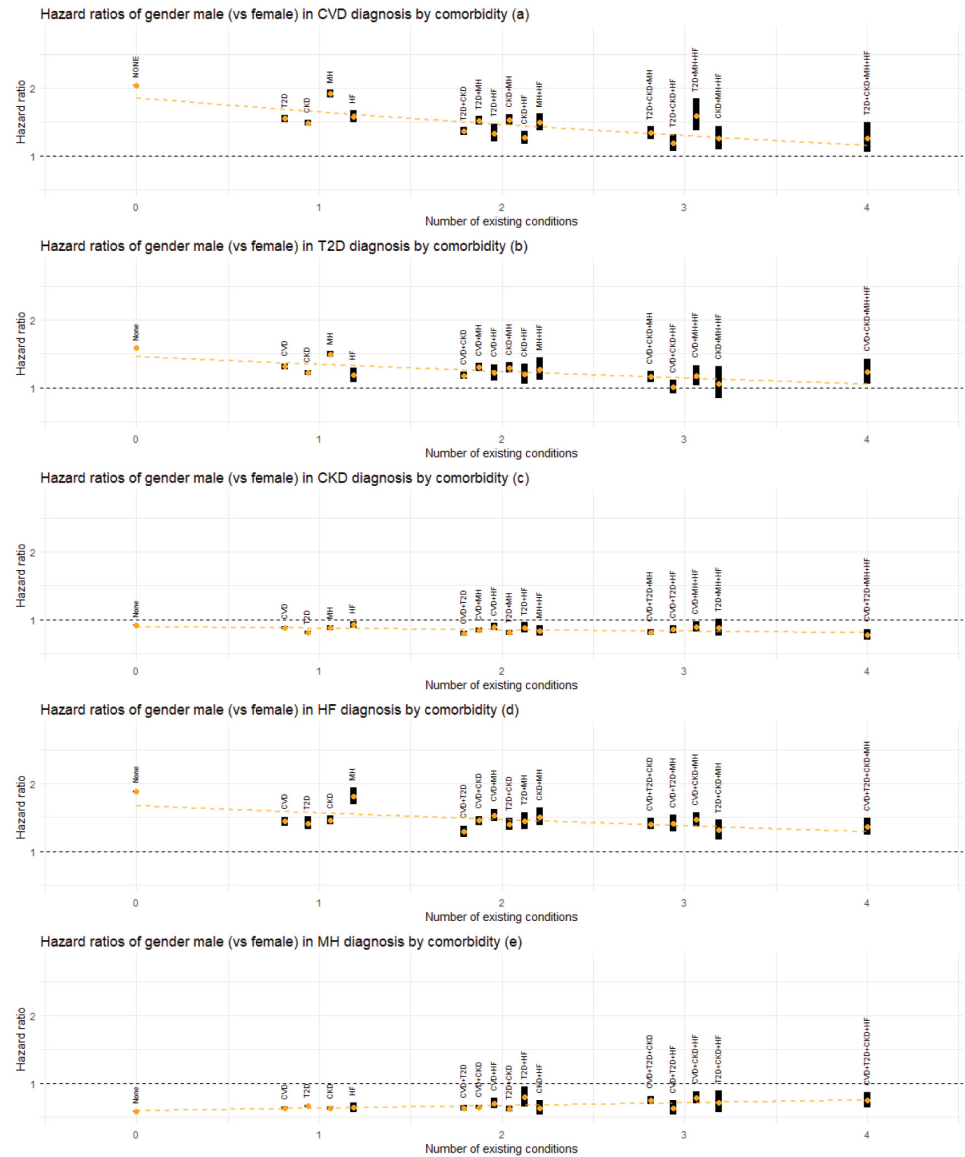 Hazard ratios of gender male (vs female) in CVD diagnosis by comorbidity (a)
Hazard ratio
2
1
NONE
T2D
CKD
MH
HF
T2D+CKD
T2D+MH
T2D+HF
CKD+MH
CKD+HF
MH+HF
T2D+CKD+MH
T2D+CKD+HF
T2D+MH+HF
CKD+MH+HF
T2D+CKD+MH+HF
0 1 2 3 4
Number of existing conditions
Hazard ratios of gender male (vs female) in T2D diagnosis by comorbidity (b)
Hazard ratio
2
1
None
CVD
CKD
MH
HF
CVD+CKD
CVD+MH
CVD+HF
CKD+MH
CKD+HF
MH+HF
CVD+CKD+MH
CVD+CKD+HF
CVD+MH+HF
CKD+MH+HF
CVD+CKD+MH+HF
0 1 2 3 4
Number of existing conditions
Hazard ratios of gender male (vs female) in CKD diagnosis by comorbidity (c)
Hazard ratio
2
1
None
CVD
T2D
MH
HF
CVD+T2D
CVD+MH
CVD+HF
T2D+MH
T2D+HF
MH+HF
CVD+T2D+MH
CVD+T2D+HF
CVD+MH+HF
T2D+MH+HF
CVD+T2D+MH+HF
0 1 2 3 4
Number of existing conditions
Hazard ratios of gender male (vs female) in HF diagnosis by comorbidity (d)
Hazard ratio
2
1
None
CVD
T2D
CKD
MH
CVD+T2D
CVD+CKD
CVD+MH
T2D+CKD
T2D+MH
CKD+MH
CVD+T2D+CKD
CVD+T2D+MH
CVD+CKD+MH
T2D+CKD+MH
CVD+T2D+CKD+MH
0 1 2 3 4
Number of existing conditions
Hazard ratios of gender male (vs female) in MH diagnosis by comorbidity (e)
Hazard ratio
2
1
None
CVD
T2D
CKD
HF
CVD+T2D
CVD+CKD
CVD+HF
T2D+CKD
T2D+HF
CKD+HF
CVD+T2D+CKD
CVD+T2D+HF
CVD+CKD+HF
T2D+CKD+HF
CVD+T2D+CKD+HF
0 1 2 3 4
Number of existing conditions